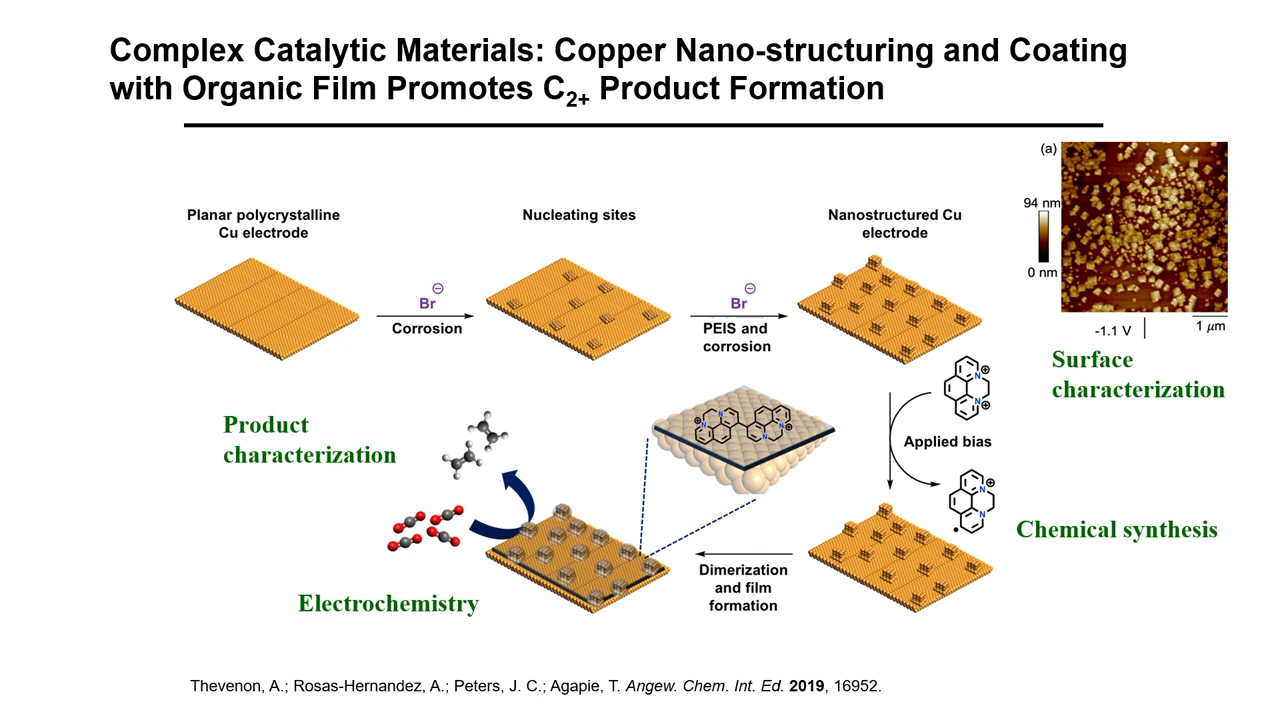 Complex Catalytic Materials: Copper Nano-structuring and Coating
with Organic Film Promotes C2+ Product Formation
(a)
94 nm
0 nm
-1.1 V
1 μm
Planar polycrystalline
Cu electrode
Nucleating sites
Nanostructured Cu
electrode
Br ⊖
Corrosion
Br ⊖
PEIS and
corrosion
Surface
characterization
N ⊕
N ⊕
Applied bias
N ⊕
N
•
Chemical synthesis
Product
characterization
⊕ N N
N N ⊕
Dimerization
and film
formation
Electrochemistry
Thevenon, A.; Rosas-Hernandez, A.; Peters, J. C.; Agapie, T. Angew. Chem. Int. Ed. 2019, 16952.